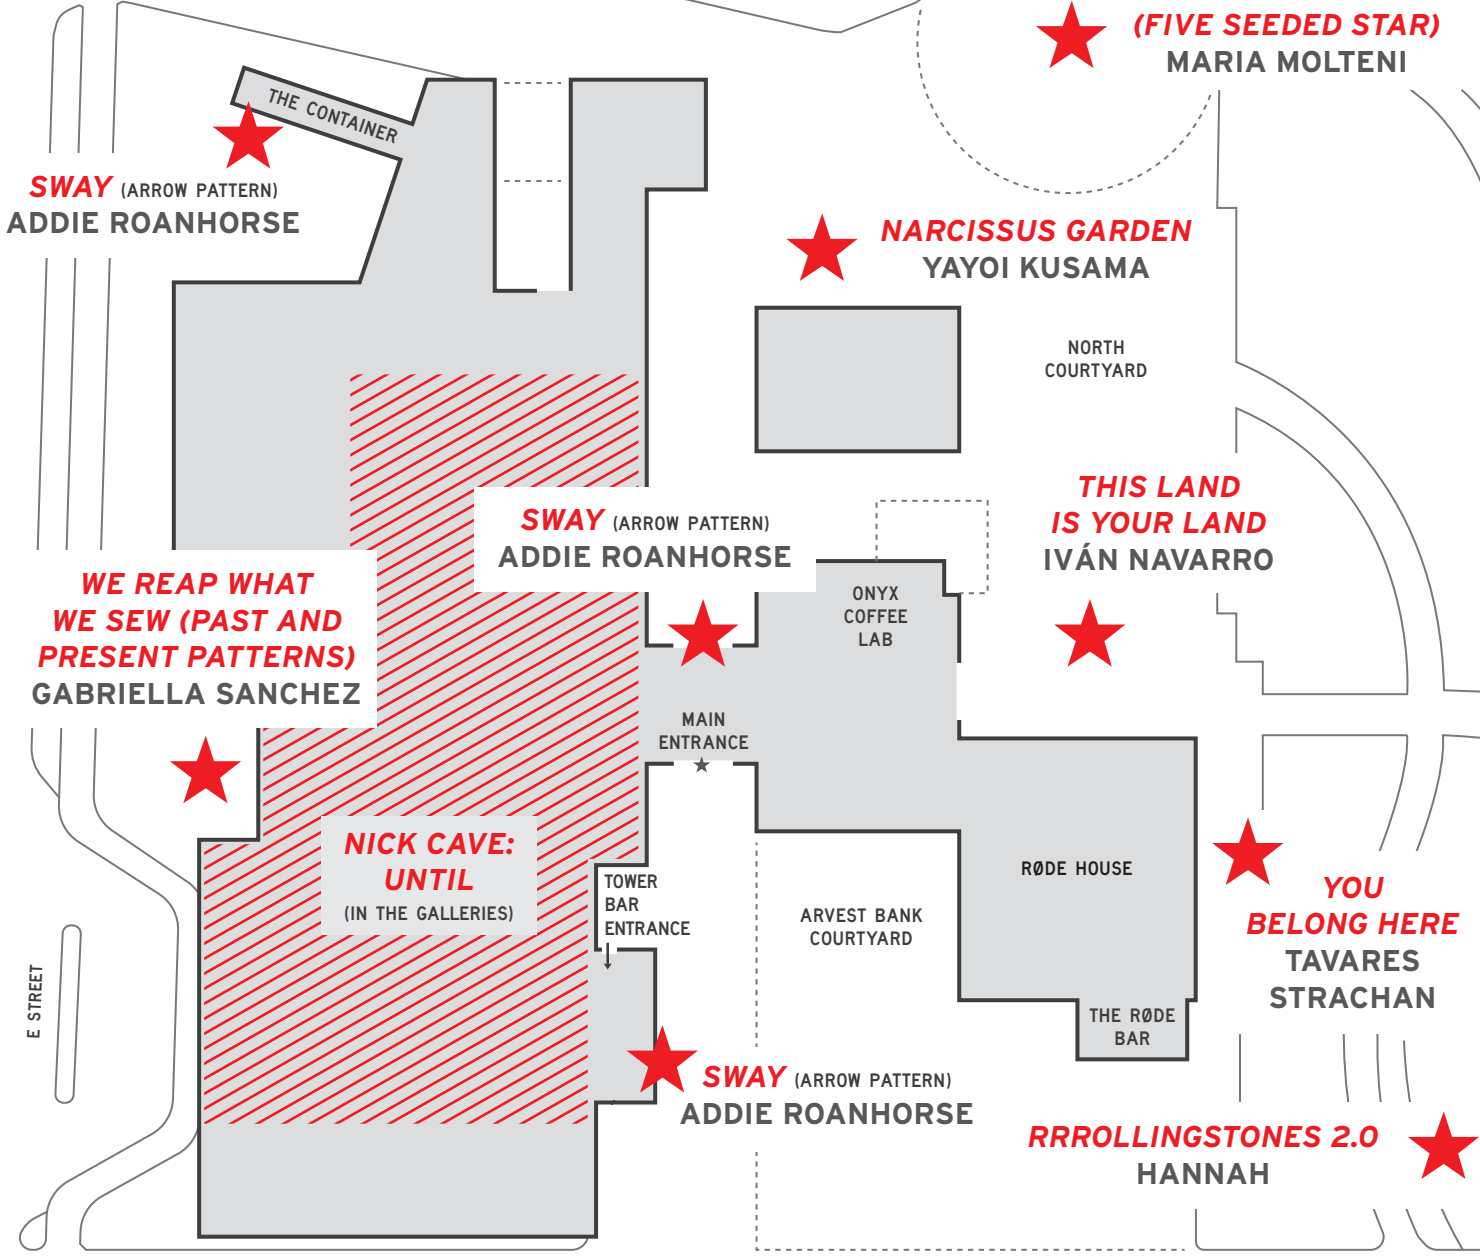 (FIVE SEEDED STAR)
MARIA MOLTENI
THE CONTAINER
SWAY (ARROW PATTERN)
ADDIE ROANHORSE
NARCISSUS GARDEN
YAYOI KUSAMA
NORTH
COURTYARD
THIS LAND
IS YOUR LAND
IVÁN NAVARRO
SWAY (ARROW PATTERN)
ADDIE ROANHORSE
ONYX
COFFEE
LAB
WE REAP WHAT
WE SEW (PAST AND
PRESENT PATTERNS)
GABRIELLA SANCHEZ
MAIN
ENTRANCE
NICK CAVE:
UNTIL
(IN THE GALLERIES)
TOWER
BAR
ENTRANCE
ARVEST BANK
COURTYARD
RØDE HOUSE
YOU
BELONG HERE
TAVARES
STRACHAN
E STREET
THE RØDE
BAR
SWAY (ARROW PATTERN)
ADDIE ROANHORSE
RRROLLINGSTONES 2.0
HANNAH